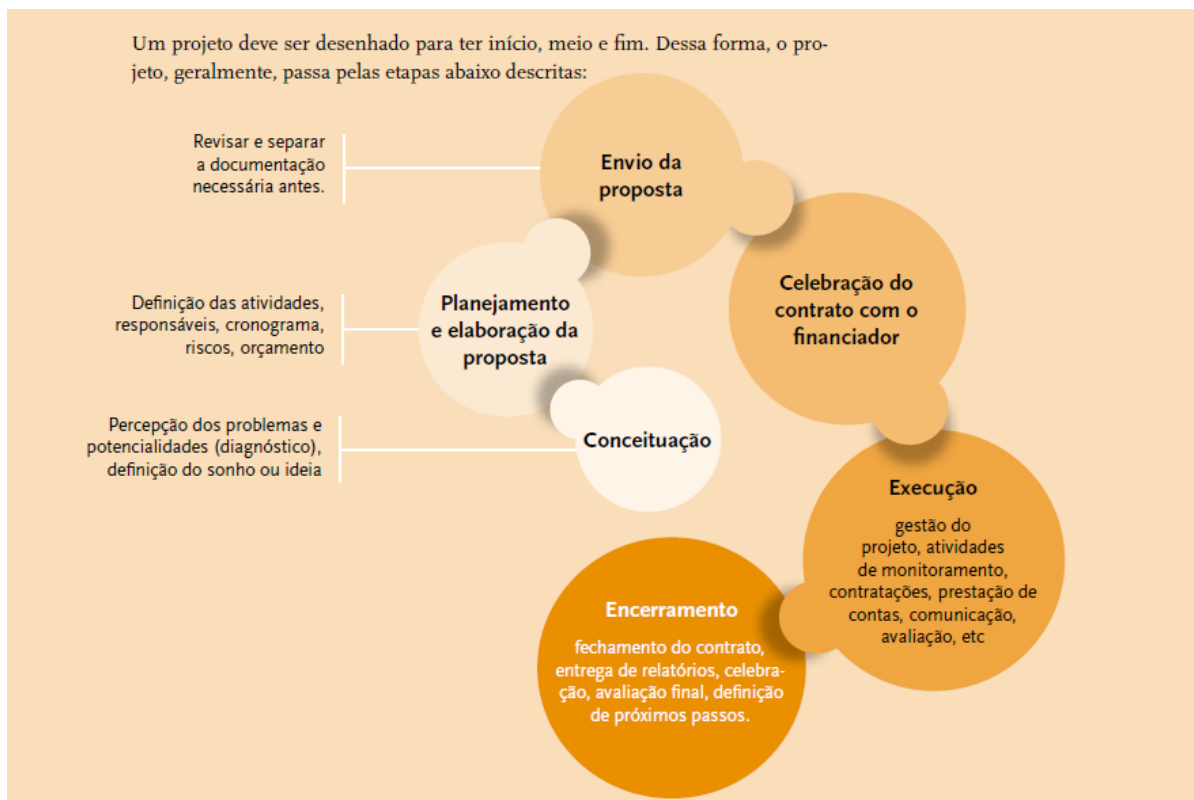 Um projeto deve ser desenhado para ter início, meio e fim. Dessa forma, o pro-
jeto, geralmente, passa pelas etapas abaixo descritas:
Revisar e separar
a documentação
necessária antes.
Envio da
proposta
Celebração do
contrato com o
financiador
Definição das atividades,
responsáveis, cronograma,
riscos, orçamento
Planejamento
e elaboração da
proposta
Percepção dos problemas e
potencialidades (diagnóstico),
definição do sonho ou ideia
Conceituação
Execução
gestão do
projeto, atividades
de monitoramento,
contratações, prestação de
contas, comunicação,
avaliação, etc
Encerramento
fechamento do contrato,
entrega de relatórios, celebra-
ção, avaliação final, definição
de próximos passos.